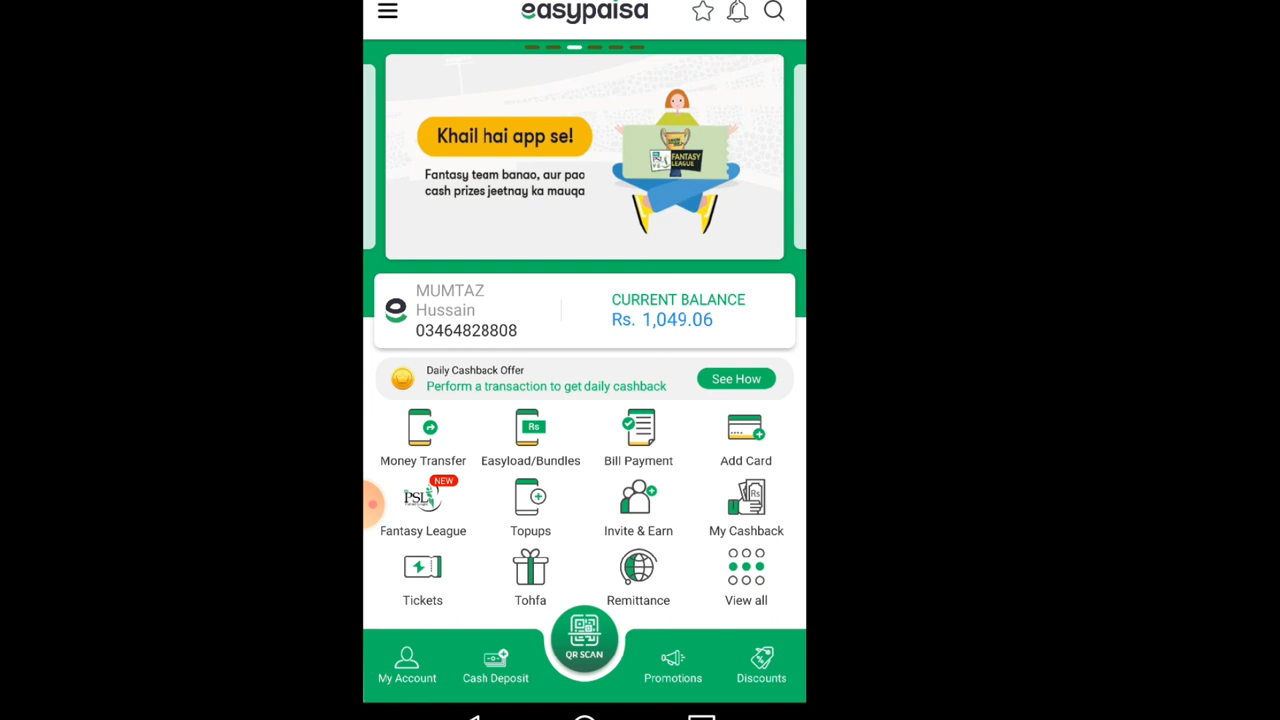 easypaisa
Khail hai app se!
Fantasy team banao, aur pao
cash prizes jeetnay ka mauqa
FANTASY
LEAGUE
MUMTAZ
Hussain
03464828808
CURRENT BALANCE
Rs. 1,049.06
Daily Cashback Offer
Perform a transaction to get daily cashback
See How
Rs
Money Transfer
Easyload/Bundles
Bill Payment
Add Card
NEW
PSL
Rs
Fantasy League
Topups
Invite & Earn
My Cashback
Tickets
Tohfa
Remittance
View all
QR SCAN
My Account
Cash Deposit
Promotions
Discounts